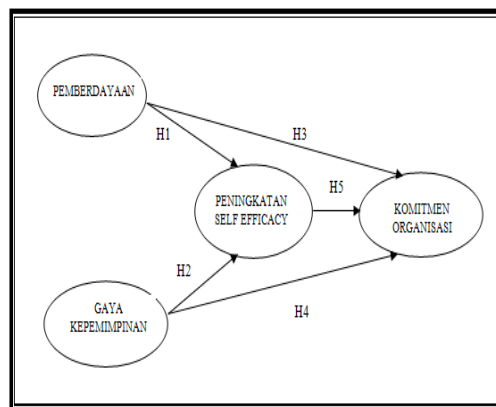 PEMBERDAYAAN
H1
H3
PENINGKATAN
SELF EFFICACY
H5
KOMITMEN
ORGANISASI
H2
GAYA
KEPEMIMPINAN
H4